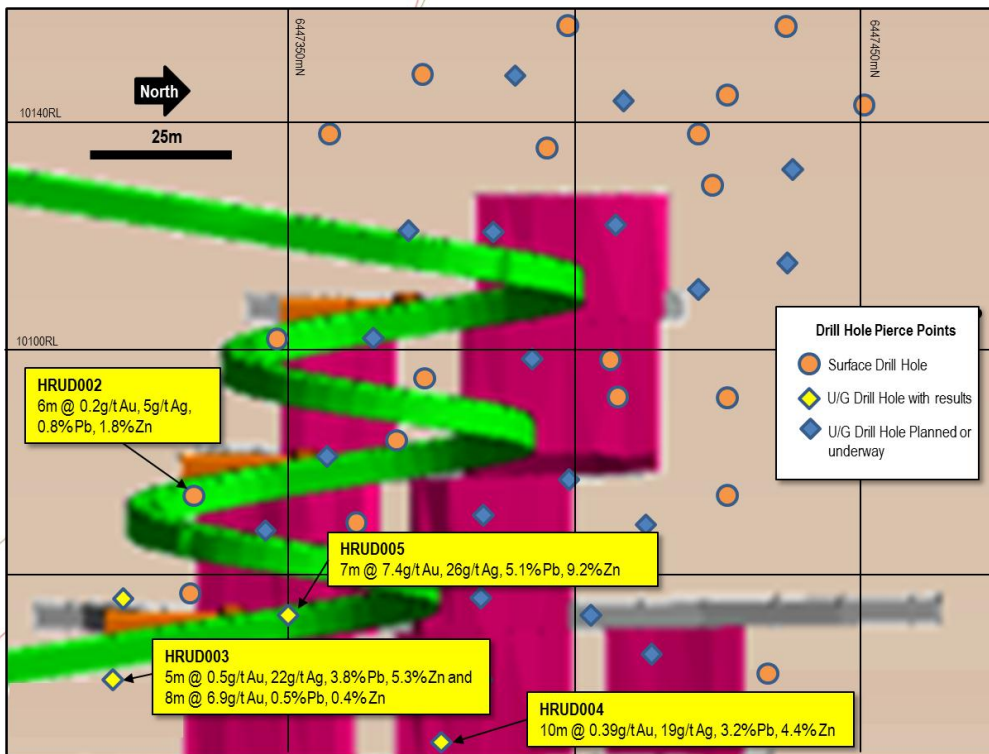 6447350mN
6447450mN
North
10140RL
25m
10100RL
Drill Hole Pierce Points
Surface Drill Hole
U/G Drill Hole with results
U/G Drill Hole Planned or
underway
HRUD002
6m @ 0.2g/t Au, 5g/t Ag,
0.8% Pb, 1.8% Zn
HRUD005
7m @ 7.4g/t Au, 26g/t Ag, 5.1% Pb, 9.2% Zn
HRUD003
5m @ 0.5g/t Au, 22g/t Ag, 3.8% Pb, 5.3% Zn and
8m @ 6.9g/t Au, 0.5% Pb, 0.4% Zn
HRUD004
10m @ 0.39g/t Au, 19g/t Ag, 3.2% Pb, 4.4% Zn